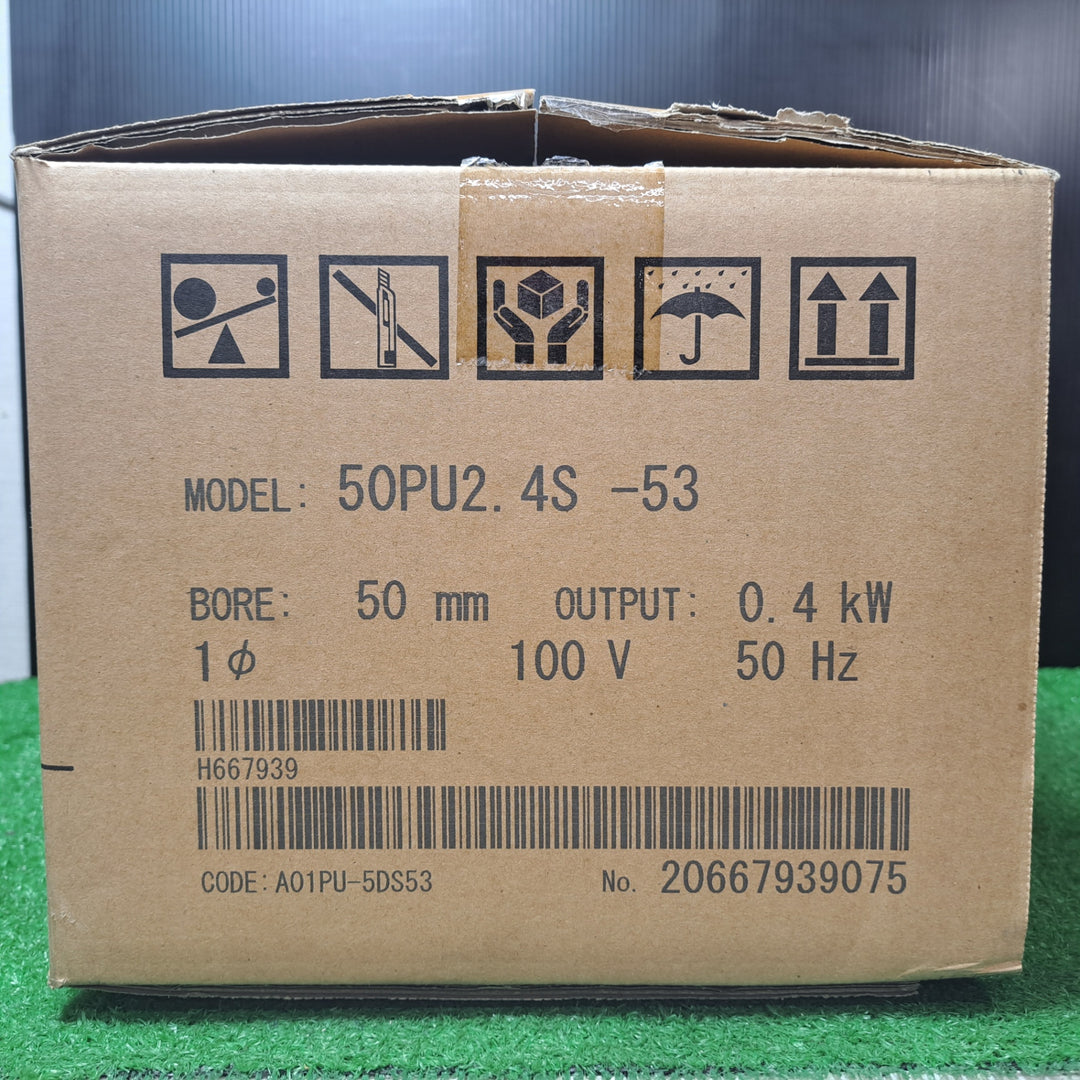 MODEL: 50PU2.4S -53
BORE: 50 mm OUTPUT: 0.4 kW
1φ 100 V 50 Hz
H667939
CODE:A01PU-5DS53 No. 20667939075